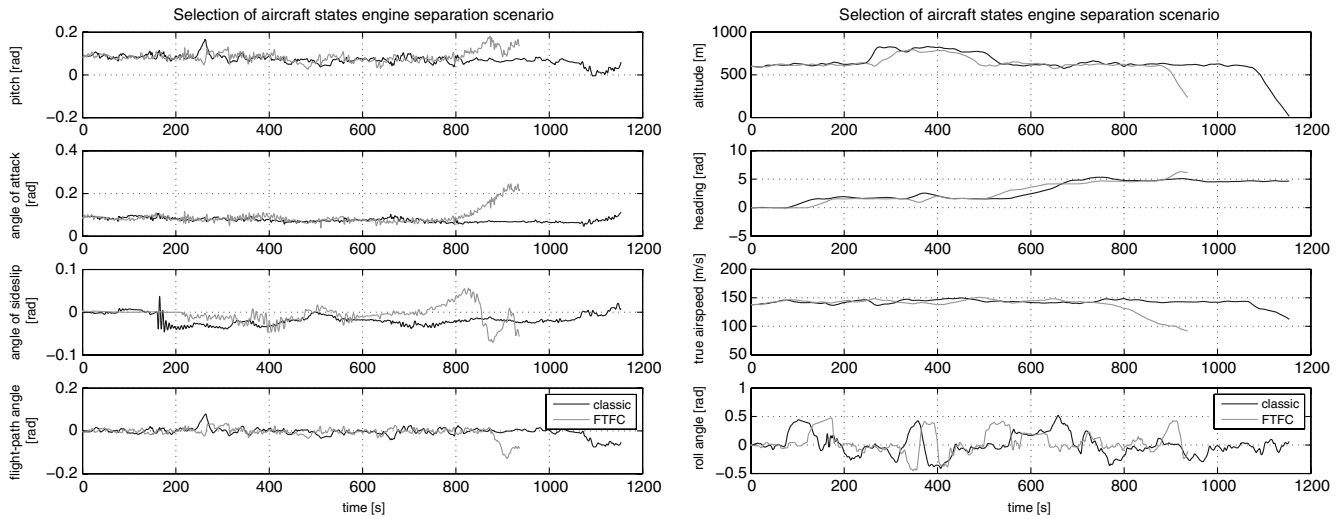 Selection of aircraft states engine separation scenario
0.2
0
−0.2
pitch [rad]
0 200 400 600 800 1000 1200
0.4
0.2
0
angle of attack
[rad]
0 200 400 600 800 1000 1200
0.1
0
−0.1
angle of sideslip
[rad]
0 200 400 600 800 1000 1200
0.2
0
−0.2
flight-path angle
[rad]
classic
FTFC
0 200 400 600 800 1000 1200
time [s]
Selection of aircraft states engine separation scenario
1000
500
0
altitude [m]
0 200 400 600 800 1000 1200
10
5
0
−5
heading [rad]
0 200 400 600 800 1000 1200
200
150
100
50
true airspeed [m/s]
0 200 400 600 800 1000 1200
1
0.5
0
−0.5
roll angle [rad]
classic
FTFC
0 200 400 600 800 1000 1200
time [s]